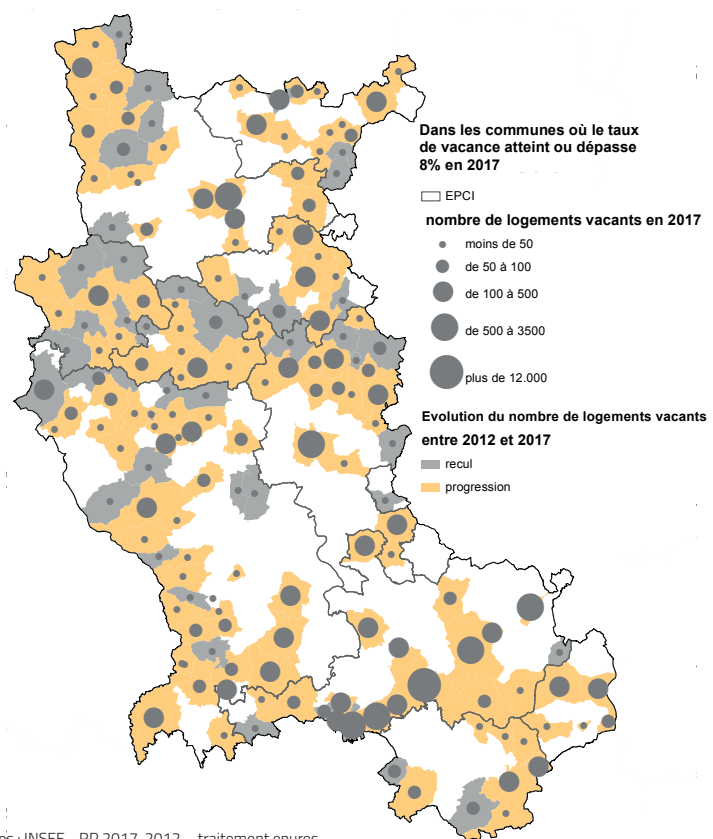 Dans les communes où le taux
de vacance atteint ou dépasse
8% en 2017
EPCI
nombre de logements vacants en 2017
moins de 50
de 50 à 100
de 100 à 500
de 500 à 3500
plus de 12.000
Evolution du nombre de logements vacants
entre 2012 et 2017
recul
progression
: INSEE - RP 2017, 2012 - traitement epures